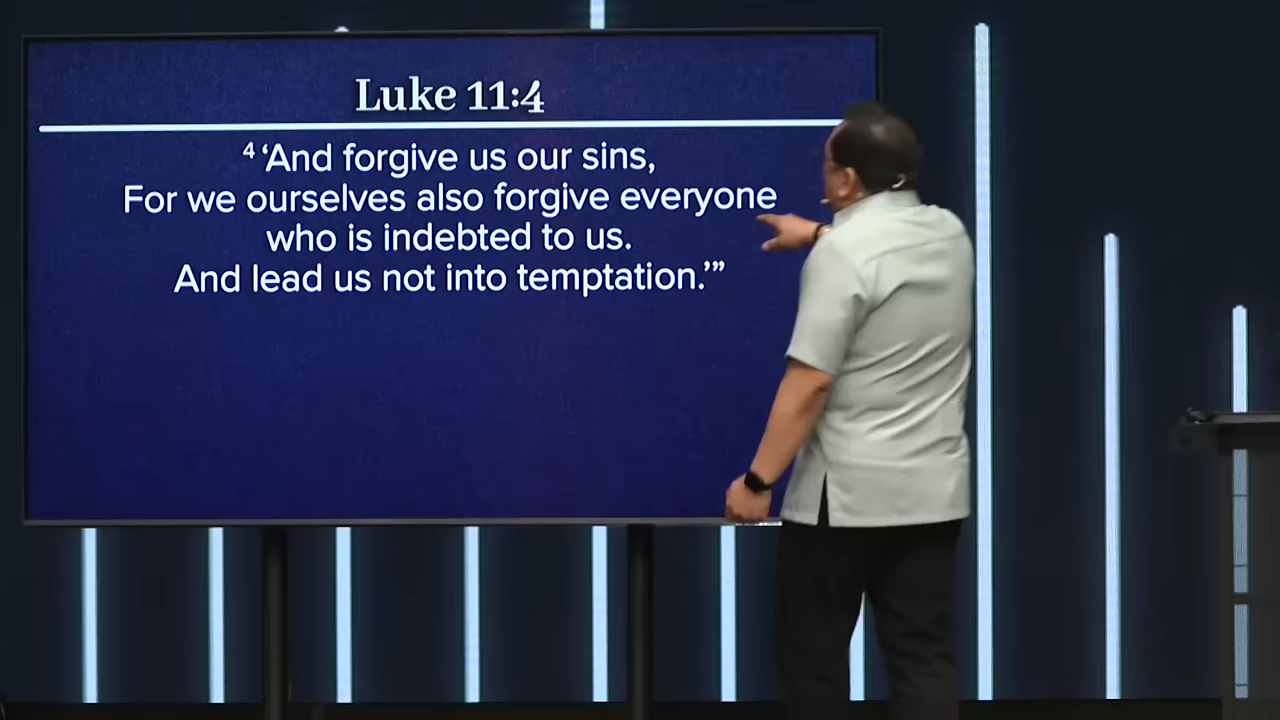 Luke 11:4
4 ‘And forgive us our sins,
For we ourselves also forgive everyone
who is indebted to us.
And lead us not into temptation.’”